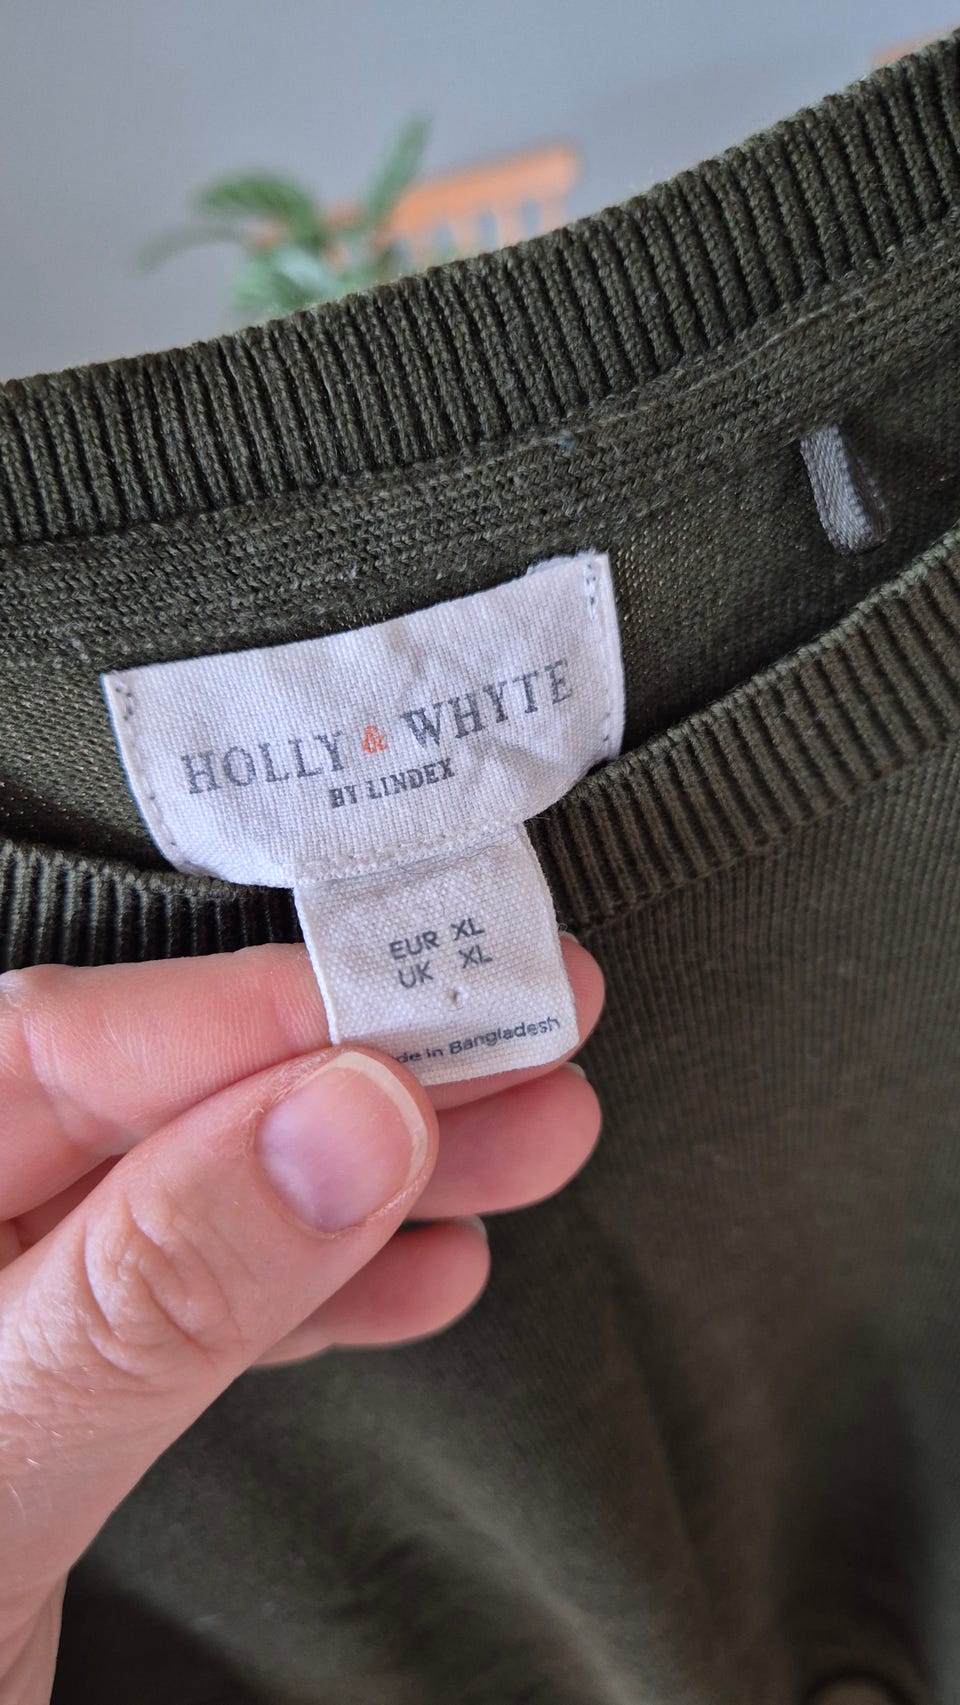 HOLLY & WHYTE
BY LINDEX
EUR XL
UK XL
de in Bangladesh